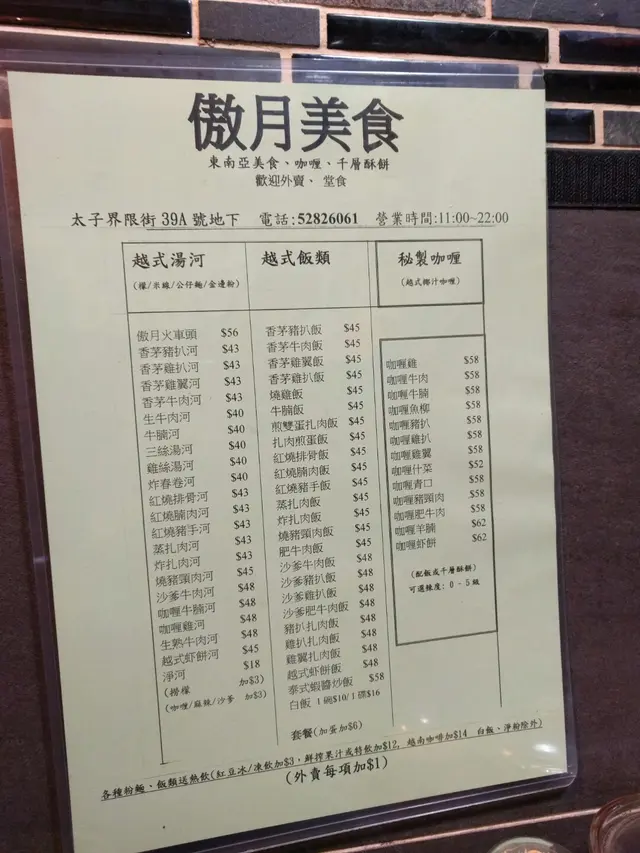 傲月美食
東南亞美食、咖喱、千層酥餅
歡迎外賣、 堂食
太子界限街 39A 號地下 電話:52826061 營業時間:11:00~22:00
越式湯河
(檬/米線/公仔麵/金邊粉)
傲月火車頭 $56
香茅豬扒河 $43
香茅雞扒河 $43
香茅雞翼河 $43
香茅牛肉河 $43
生牛肉河 $40
牛腩河 $40
三絲湯河 $40
雞絲湯河 $40
炸春卷河 $40
紅燒排骨河 $43
紅燒腩肉河 $43
紅燒豬手河 $43
蒸扎肉河 $43
炸扎肉河 $43
燒豬頸肉河 $45
沙爹牛肉河 $48
咖喱牛腩河 $48
咖喱雞河 $48
生熟牛肉河 $48
越式虾餅河 $45
淨河 $18
(撈檬 加$3)
(咖喱/麻辣/沙爹 加$3)
越式飯類
香茅豬扒飯 $45
香茅牛肉飯 $45
香茅雞翼飯 $45
香茅雞扒飯 $45
燒雞飯 $45
牛腩飯 $45
煎雙蛋扎肉飯 $45
扎肉煎蛋飯 $45
紅燒排骨飯 $45
紅燒腩肉飯 $45
紅燒豬手飯 $45
蒸扎肉飯 $45
炸扎肉飯 $45
燒豬頸肉飯 $45
肥牛肉飯 $45
沙爹牛肉飯 $48
沙爹豬扒飯 $48
沙爹雞扒飯 $48
沙爹肥牛肉飯 $48
豬扒扎肉飯 $48
雞扒扎肉飯 $48
雞翼扎肉飯 $48
越式虾餅飯 $48
泰式蝦醬炒飯 $58
白飯 1碗$10/1碟$16
套餐(加蛋加$6)
秘製咖喱
(越式椰汁咖喱)
咖喱雞 $58
咖喱牛肉 $58
咖喱牛腩 $58
咖喱魚柳 $58
咖喱豬扒 $58
咖喱雞扒 $58
咖喱雞翼 $58
咖喱什菜 $52
咖喱青口 $58
咖喱豬頸肉 $58
咖喱肥牛肉 $58
咖喱羊腩 $62
咖喱虾餅 $62
(配飯或千層酥餅)
可選辣度: 0 - 5 級
各種粉麵、飯類送熱飲(紅豆冰/凍飲加$3, 鮮搾果汁或特飲加$12, 越南咖啡加$14 白飯、淨粉除外)
(外賣每項加$1)